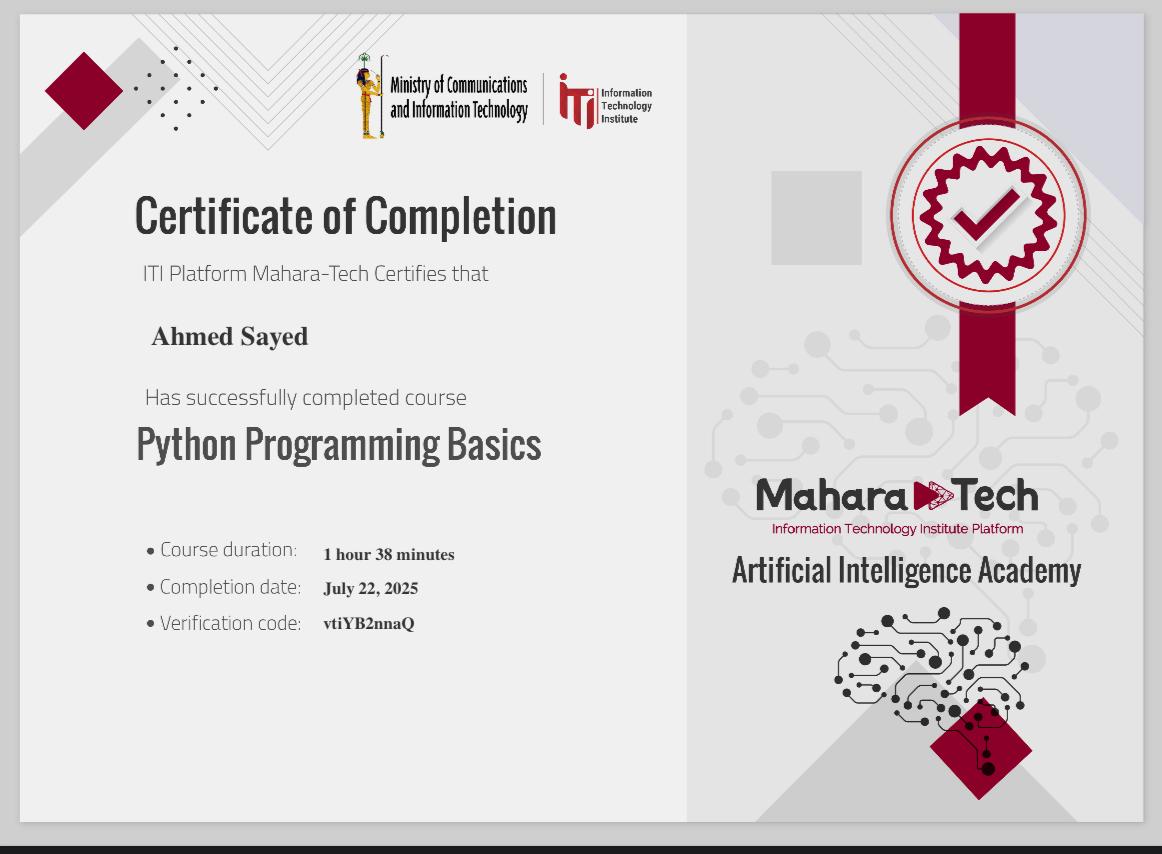 Ministry of Communications
and Information Technology
Information
Technology
Institute
iTi
Certificate of Completion
ITI Platform Mahara-Tech Certifies that
Ahmed Sayed
Has successfully completed course
Python Programming Basics
• Course duration: 1 hour 38 minutes
• Completion date: July 22, 2025
• Verification code: vtiYB2nnaQ
Mahara Tech
Information Technology Institute Platform
Artificial Intelligence Academy